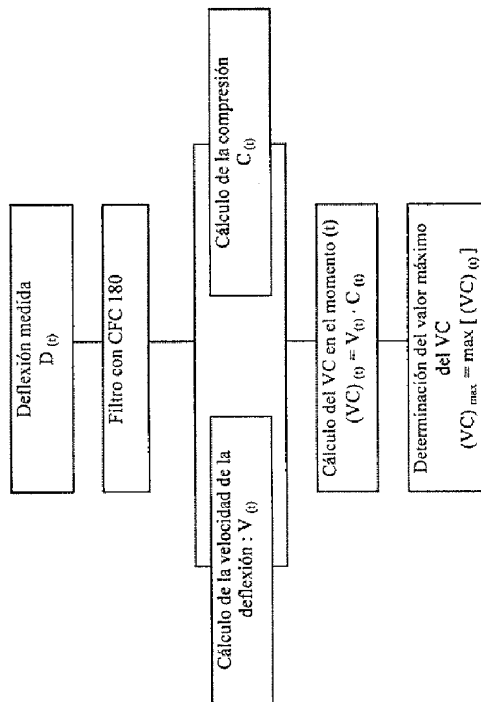 Deflexión medida
D (t)
Filtro con CFC 180
Cálculo de la velocidad de la
deflexión : V (t)
Cálculo de la compresión
C (t)
Cálculo del VC en el momento (t)
(VC) (t) = V(t) · C (t)
Determinación del valor máximo
del VC
(VC) max = max [ (VC) (t) ]